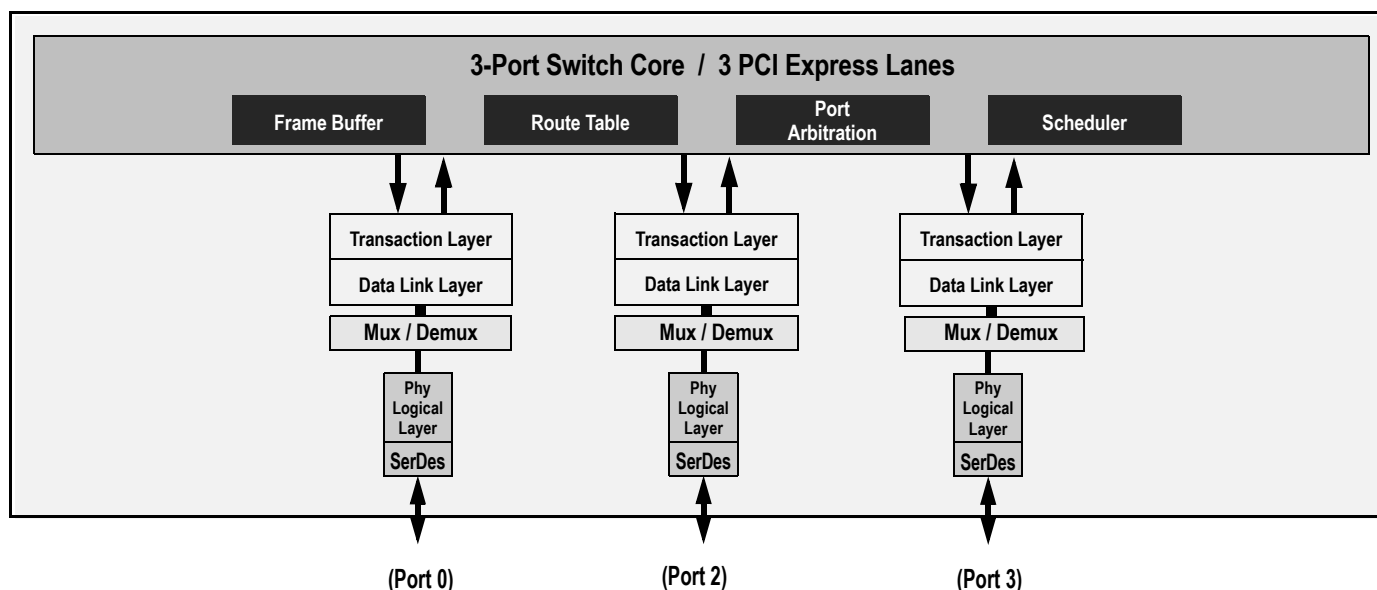 3-Port Switch Core / 3 PCI Express Lanes
Frame Buffer
Route Table
Port
Arbitration
Scheduler
Transaction Layer
Data Link Layer
Mux / Demux
Phy
Logical
Layer
SerDes
(Port 0)
Transaction Layer
Data Link Layer
Mux / Demux
Phy
Logical
Layer
SerDes
(Port 2)
Transaction Layer
Data Link Layer
Mux / Demux
Phy
Logical
Layer
SerDes
(Port 3)